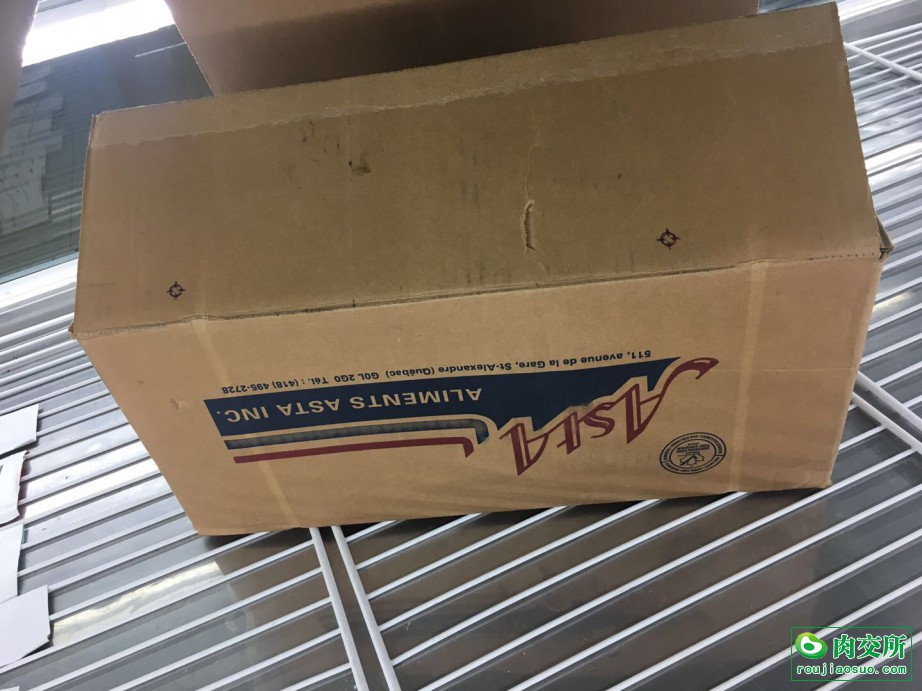 ASTA
ALIMENTS ASTA INC.
511, avenue de la Gare, St-Alexandre (Québac) G0L 2G0 Tél.: (418) 495-2728
肉交所
roujiaosuo.com